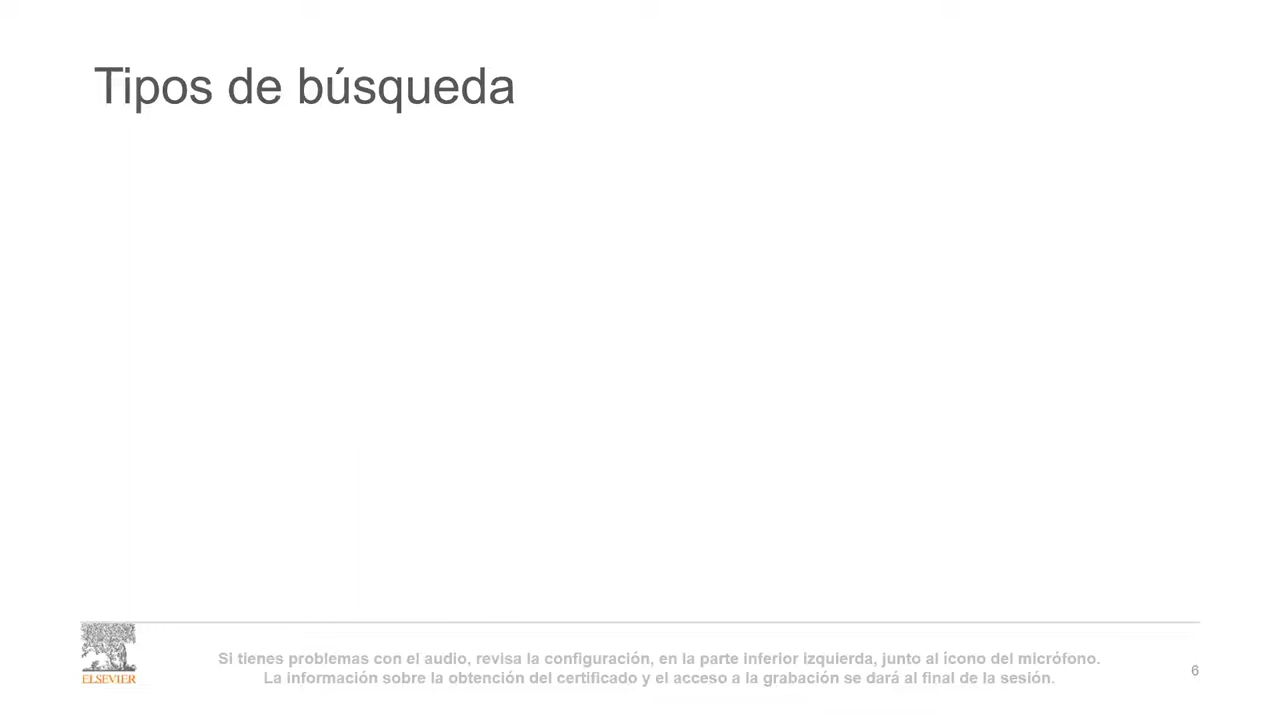 Tipos de búsqueda
Si tienes problemas con el audio, revisa la configuración, en la parte inferior izquierda, junto al ícono del micrófono.
La información sobre la obtención del certificado y el acceso a la grabación se dará al final de la sesión.
ELSEVIER
6